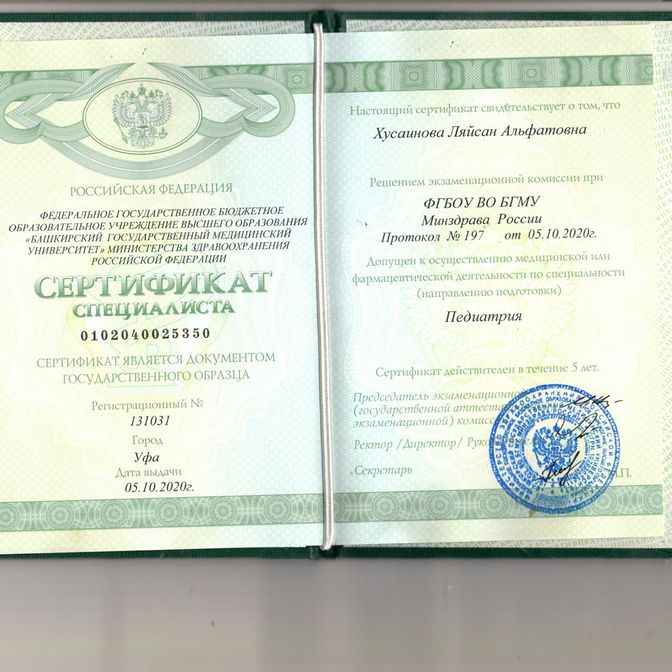 РОССИЙСКАЯ ФЕДЕРАЦИЯ
ФЕДЕРАЛЬНОЕ ГОСУДАРСТВЕННОЕ БЮДЖЕТНОЕ
ОБРАЗОВАТЕЛЬНОЕ УЧРЕЖДЕНИЕ ВЫСШЕГО ОБРАЗОВАНИЯ
«БАШКИРСКИЙ ГОСУДАРСТВЕННЫЙ МЕДИЦИНСКИЙ
УНИВЕРСИТЕТ» МИНИСТЕРСТВА ЗДРАВООХРАНЕНИЯ
РОССИЙСКОЙ ФЕДЕРАЦИИ
СЕРТИФИКАТ
СПЕЦИАЛИСТА
0102040025350
СЕРТИФИКАТ ЯВЛЯЕТСЯ ДОКУМЕНТОМ
ГОСУДАРСТВЕННОГО ОБРАЗЦА
Регистрационный №
131031
Город
Уфа
Дата выдачи
05.10.2020г.
Настоящий сертификат свидетельствует о том, что
Хусаинова Ляйсан Альфатовна
Решением экзаменационной комиссии при
ФГБОУ ВО БГМУ
Минздрава России
Протокол № 197 от 05.10.2020г.
Допущен к осуществлению медицинской или
фармацевтической деятельности по специальности
(направлению подготовки)
Педиатрия
Сертификат действителен в течение 5 лет.
Председатель экзаменационной
(государственной
экзаменационной)
Ректор /Директор/
Секретарь
М.П.